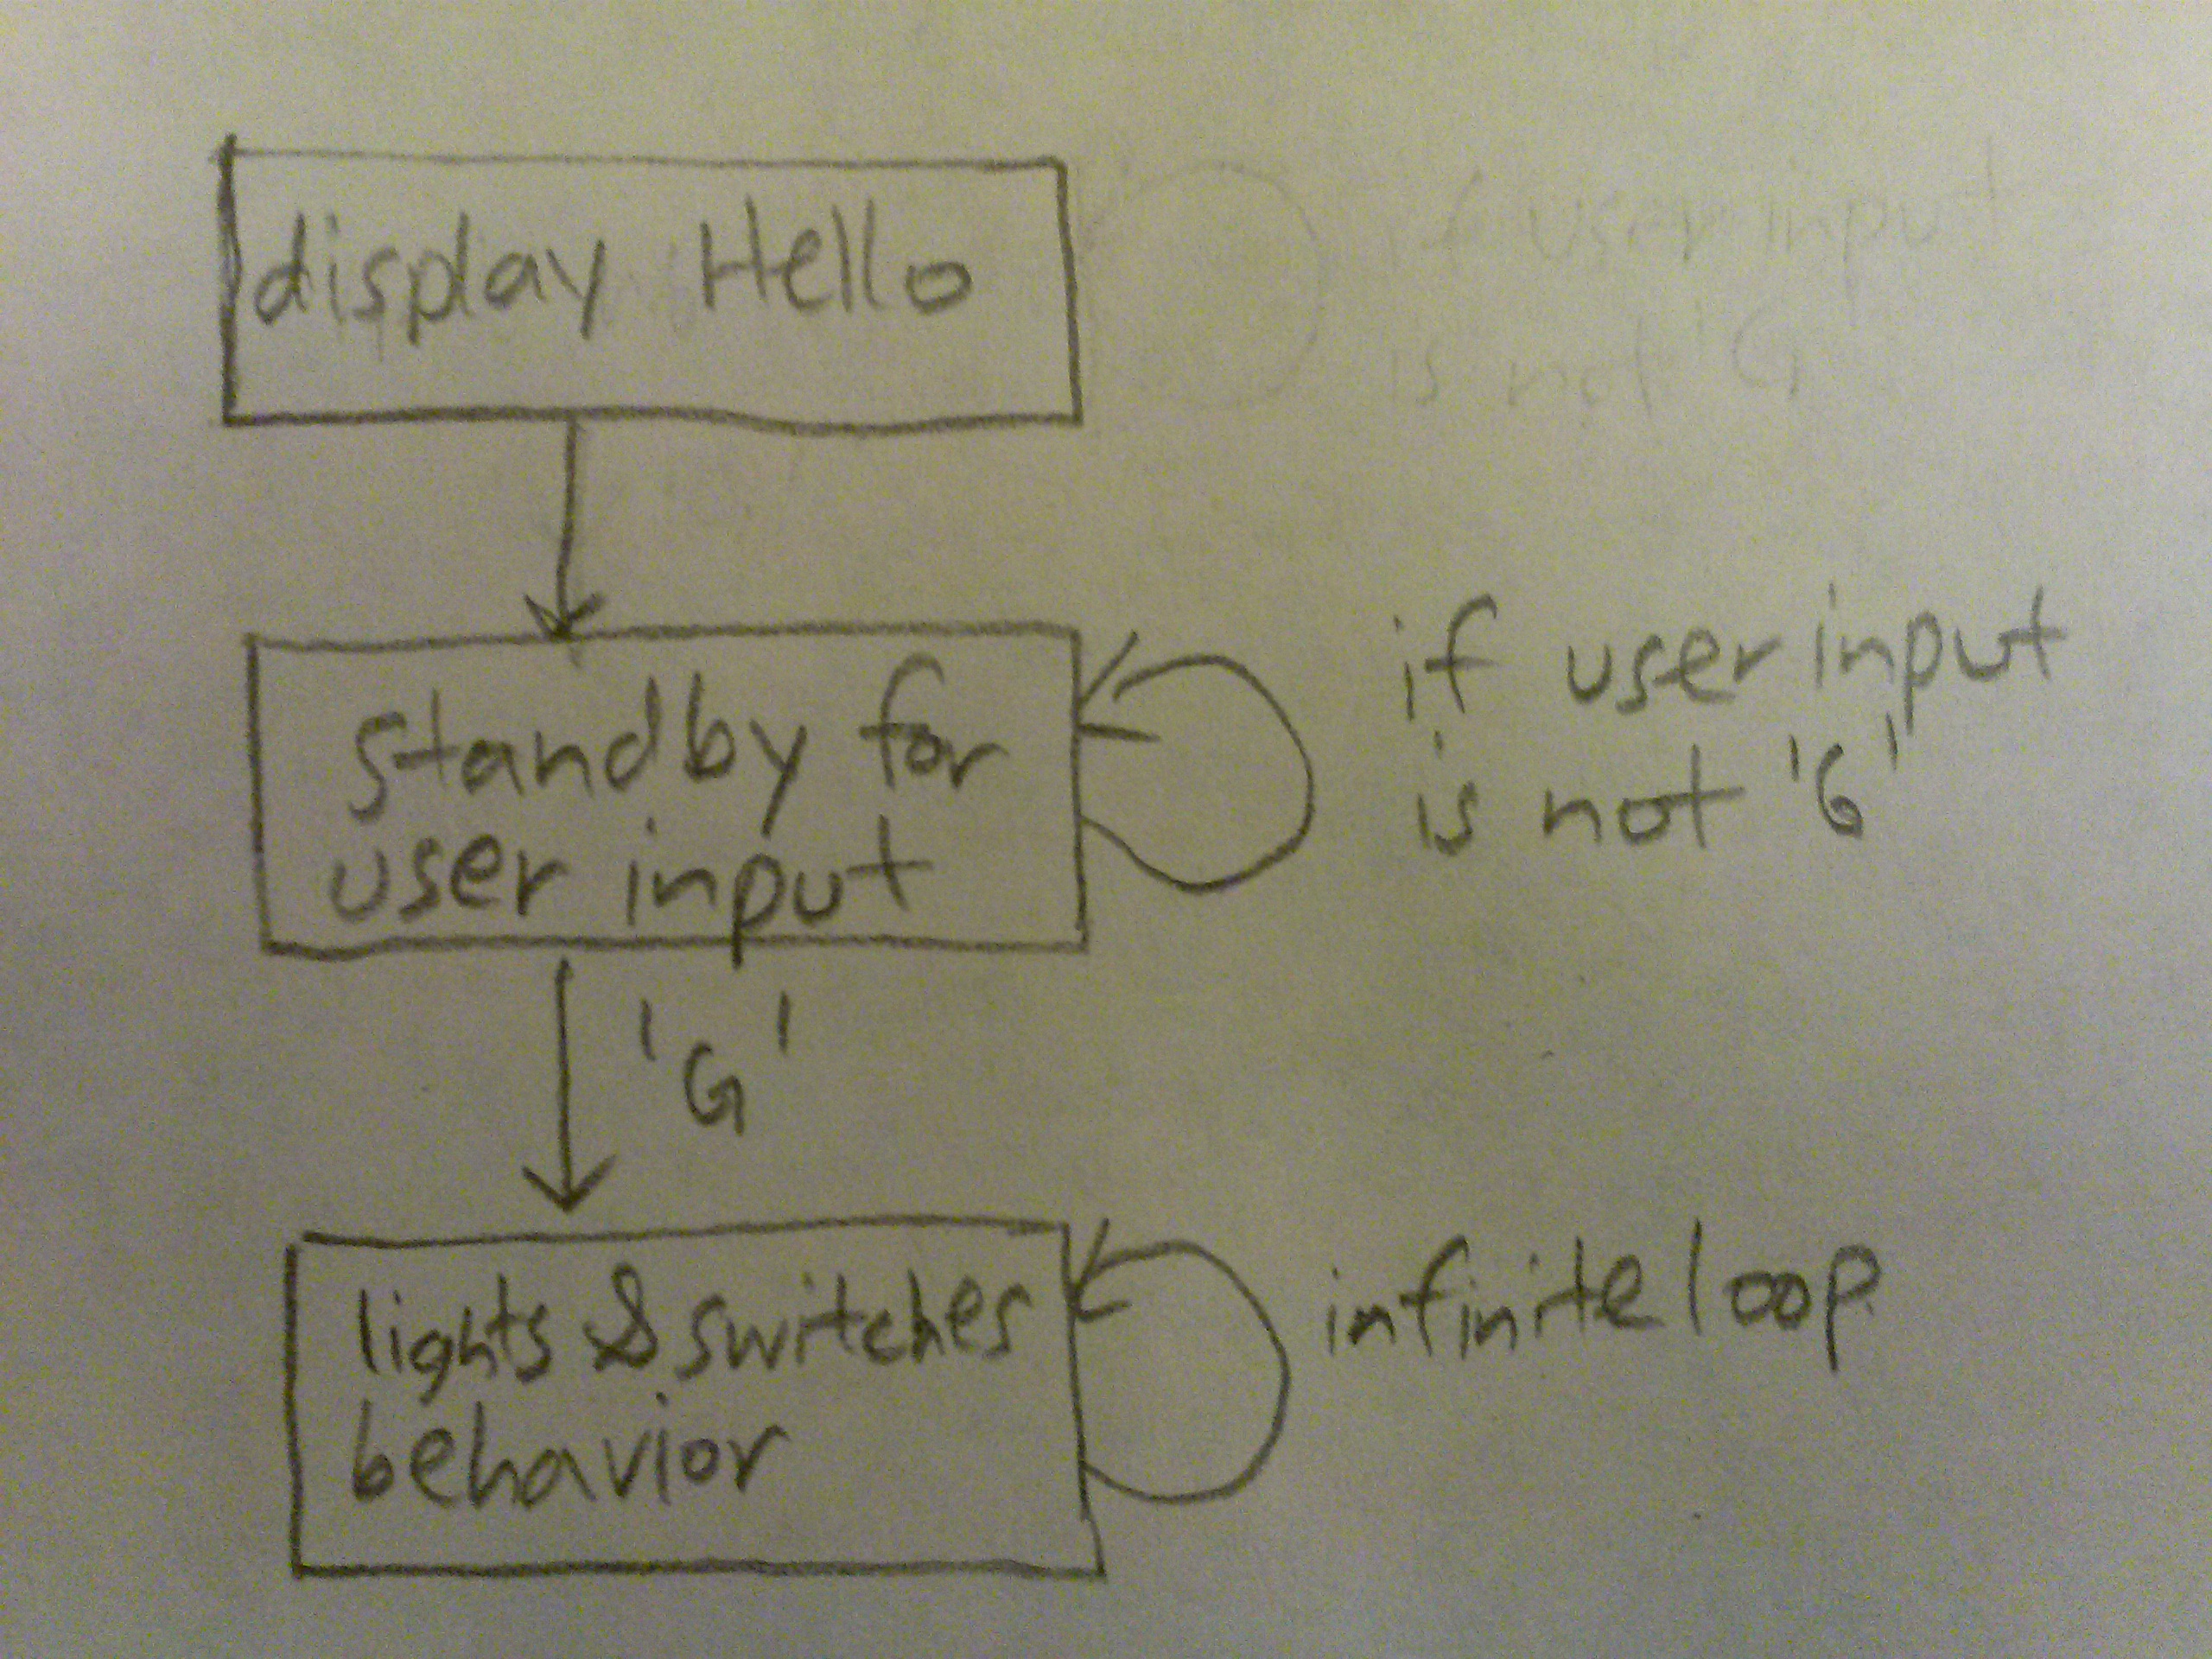 display Hello
Standby for
user input
if user input
is not 'G'
'G'
lights & switches
behavior
infinite loop